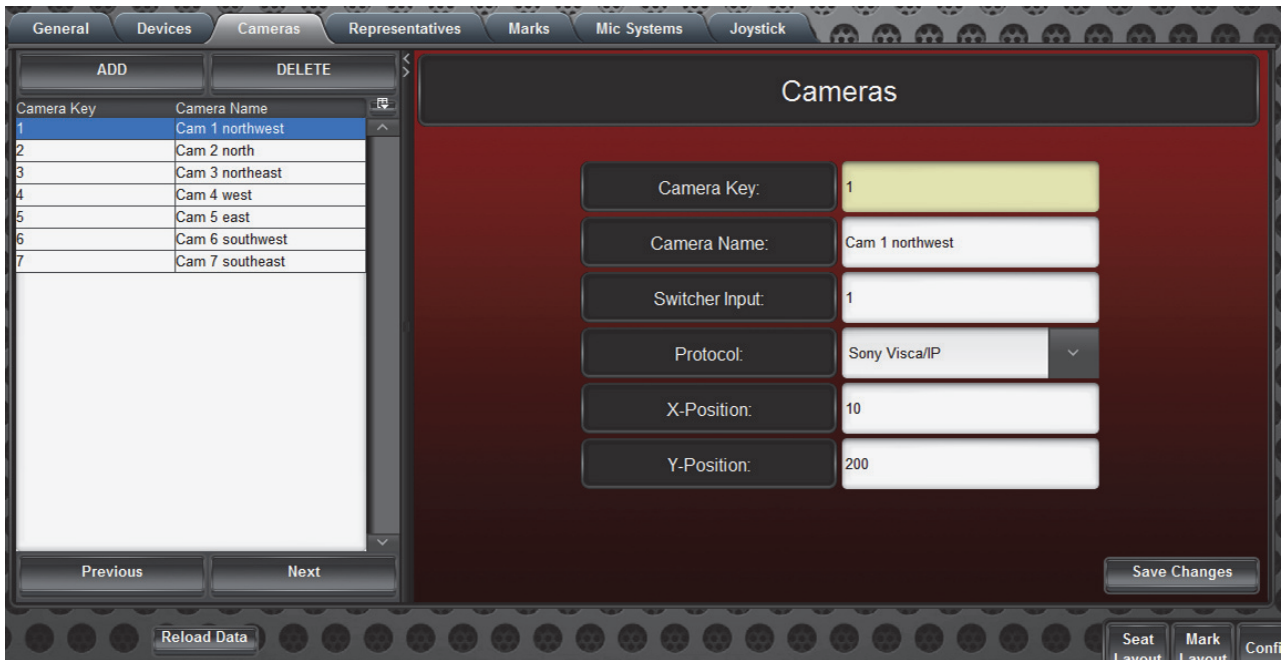 General Devices Cameras Representatives Marks Mic Systems Joystick
ADD DELETE
Camera Key Camera Name
1 Cam 1 northwest
2 Cam 2 north
3 Cam 3 northeast
4 Cam 4 west
5 Cam 5 east
6 Cam 6 southwest
7 Cam 7 southeast
Previous Next
Cameras
Camera Key: 1
Camera Name: Cam 1 northwest
Switcher Input: 1
Protocol: Sony Visca/IP
X-Position: 10
Y-Position: 200
Save Changes
Reload Data
Seat Layout
Mark Layout